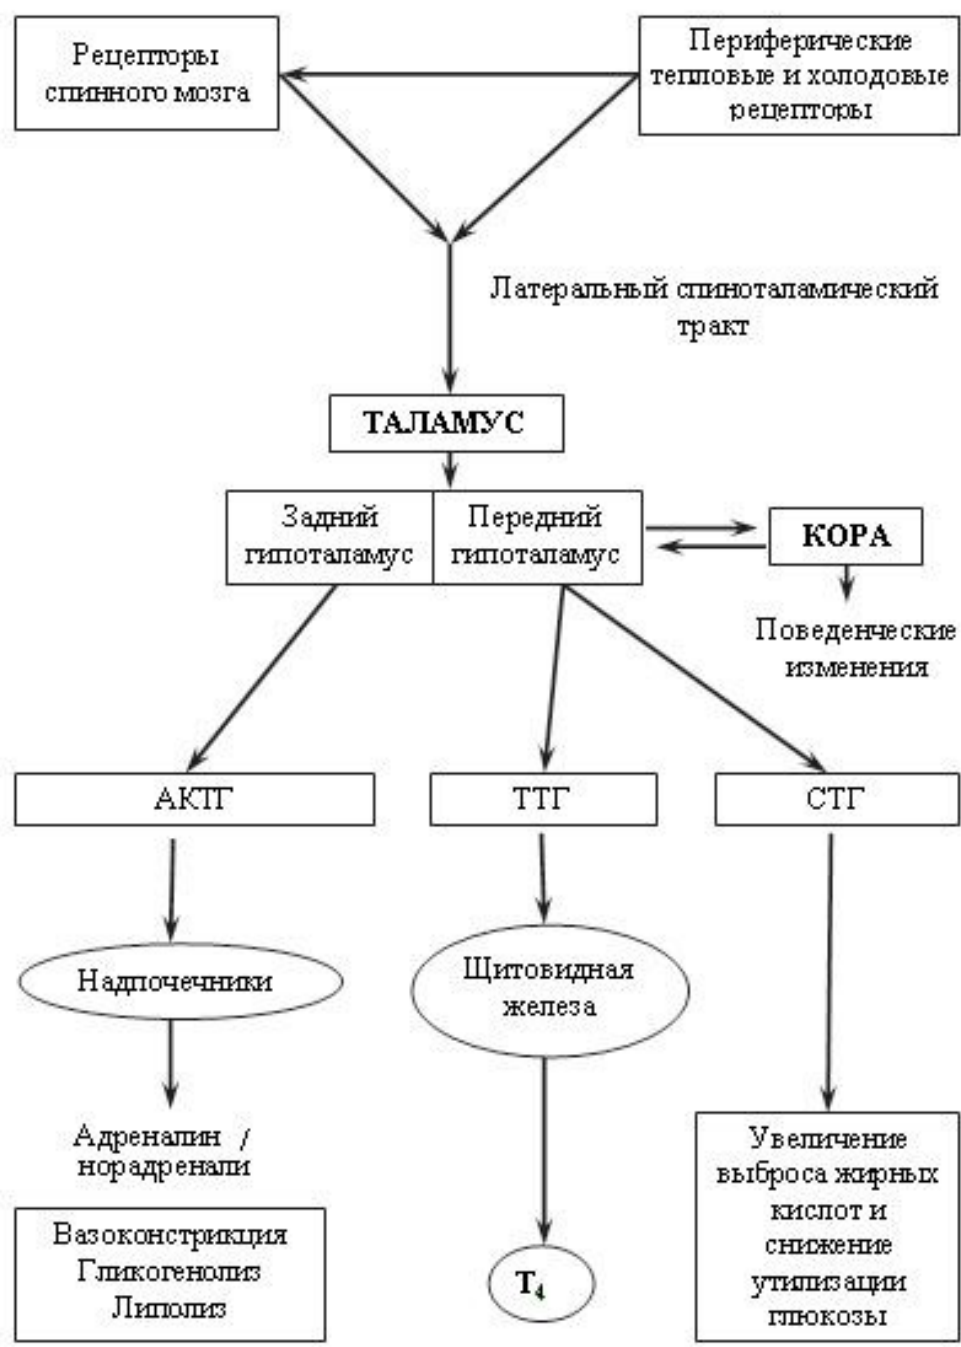 Рецепторы
спинного мозга
Периферические
тепловые и холодовые
рецепторы
Латеральный спиноталамический
тракт
ТАЛАМУС
Задний
гипоталамус
Передний
гипоталамус
КОРА
Поведенческие
изменения
АКТГ
ТТГ
СТГ
Надпочечники
Щитовидная
железа
Адреналин /
норадренали
Вазоконстрикция
Гликогенолиз
Липолиз
T4
Увеличение
выброса жирных
кислот и
снижение
утилизации
глюкозы